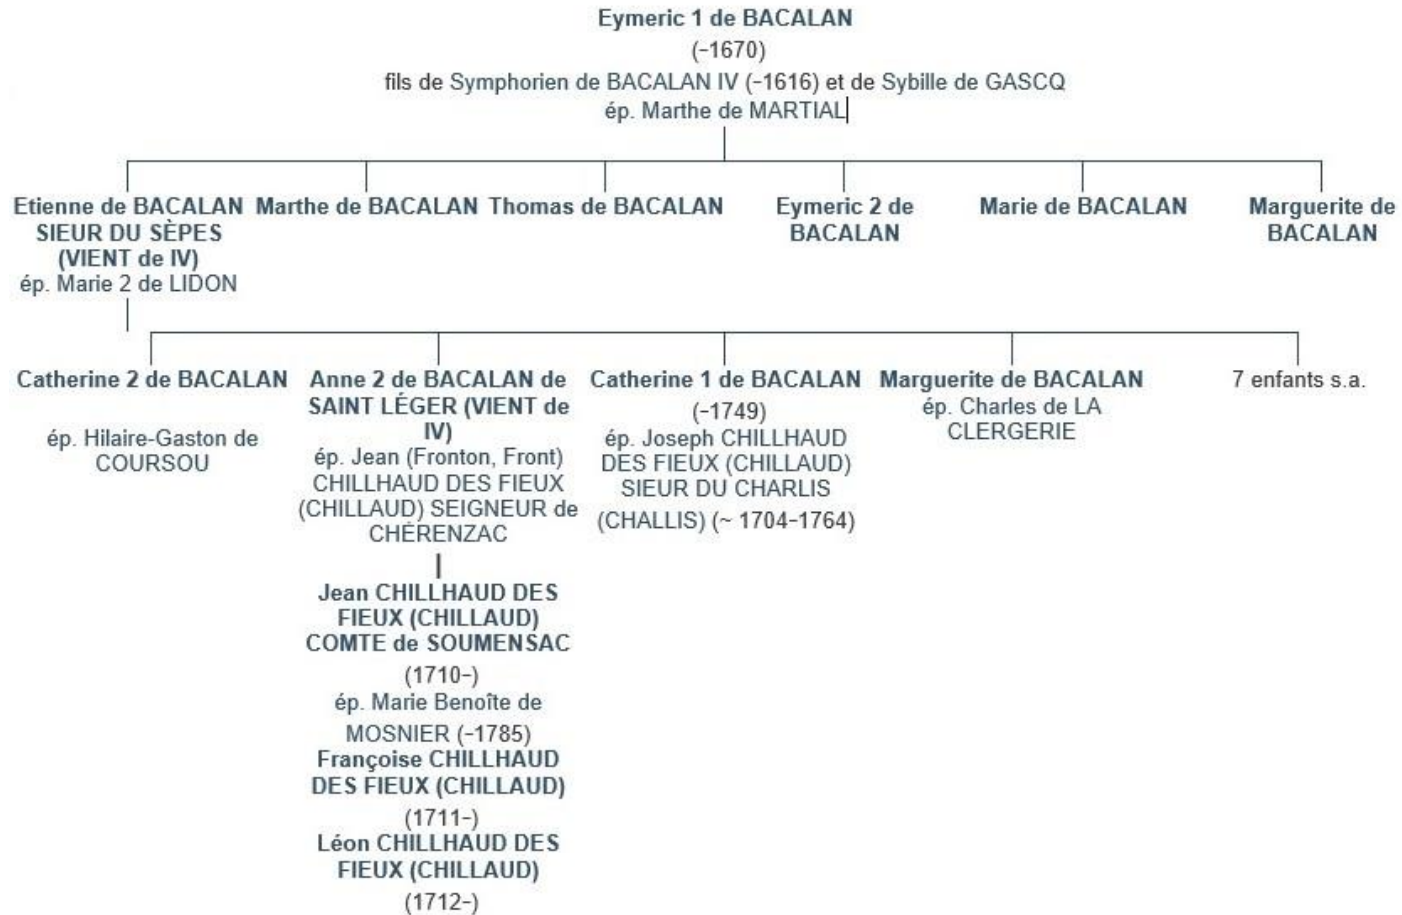 Eymeric 1 de BACALAN
(-1670)
fils de Symphorien de BACALAN IV (-1616) et de Sybille de GASCQ
ép. Marthe de MARTIAL
Etienne de BACALAN
SIEUR DU SÈPES
(VIENT de IV)
ép. Marie 2 de LIDON
Marthe de BACALAN
Thomas de BACALAN
Eymeric 2 de
BACALAN
Marie de BACALAN
Marguerite de
BACALAN
Catherine 2 de BACALAN
ép. Hilaire-Gaston de
COURSOU
Anne 2 de BACALAN de
SAINT LÉGER (VIENT de
IV)
ép. Jean (Fronton, Front)
CHILLHAUD DES FIEUX
(CHILLAUD) SEIGNEUR de
CHÉRENZAC
Jean CHILLHAUD DES
FIEUX (CHILLAUD)
COMTE de SOUMENSAC
(1710-)
ép. Marie Benoîte de
MOSNIER (-1785)
Françoise CHILLHAUD
DES FIEUX (CHILLAUD)
(1711-)
Léon CHILLHAUD DES
FIEUX (CHILLAUD)
(1712-)
Catherine 1 de BACALAN
(-1749)
ép. Joseph CHILLHAUD
DES FIEUX (CHILLAUD)
SIEUR DU CHARLIS
(CHALLIS) (~ 1704-1764)
Marguerite de BACALAN
ép. Charles de LA
CLERGERIE
7 enfants s.a.